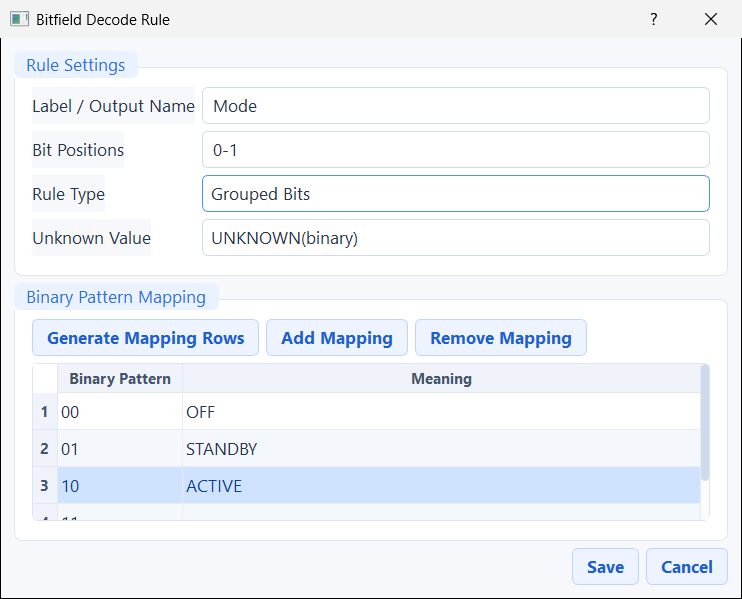 Bitfield Decode Rule ?
Rule Settings
Label / Output Name Mode
Bit Positions 0-1
Rule Type Grouped Bits
Unknown Value UNKNOWN(binary)
Binary Pattern Mapping
Generate Mapping Rows Add Mapping Remove Mapping
Binary Pattern Meaning
1 00 OFF
2 01 STANDBY
3 10 ACTIVE
4 11
Save Cancel